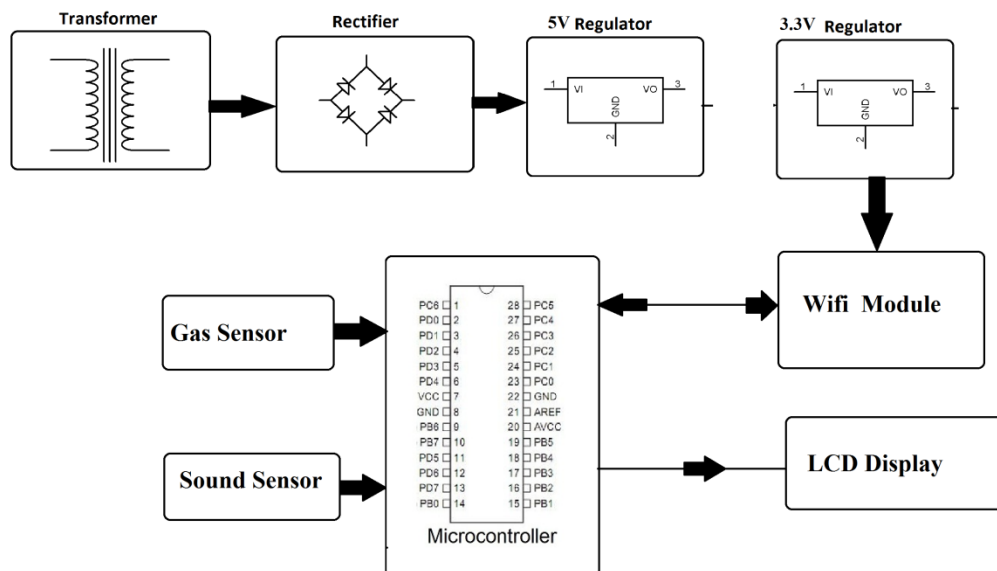 Transformer
Rectifier
5V Regulator
3.3V Regulator
1 VI VO 3
GND
2
1 VI VO 3
GND
2
Gas Sensor
Sound Sensor
PC6 1 28 PC5
PD0 2 27 PC4
PD1 3 26 PC3
PD2 4 25 PC2
PD3 5 24 PC1
PD4 6 23 PC0
VCC 7 22 GND
GND 8 21 AREF
PB6 9 20 AVCC
PB7 10 19 PB5
PD5 11 18 PB4
PD6 12 17 PB3
PD7 13 16 PB2
PB0 14 15 PB1
Microcontroller
Wifi Module
LCD Display